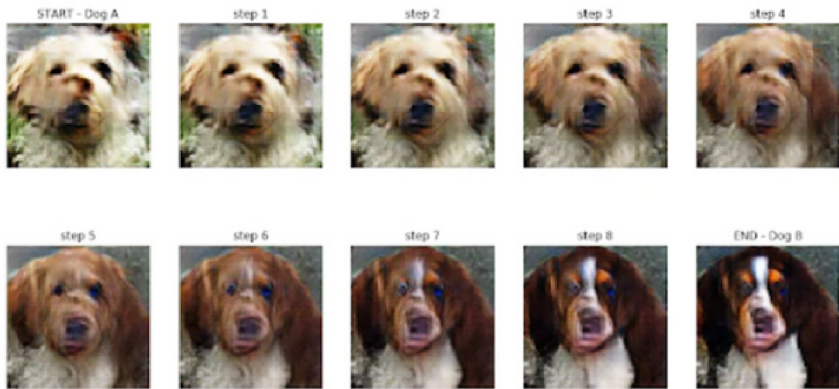 START - Dog A
step 1
step 2
step 3
step 4
step 5
step 6
step 7
step 8
END - Dog B